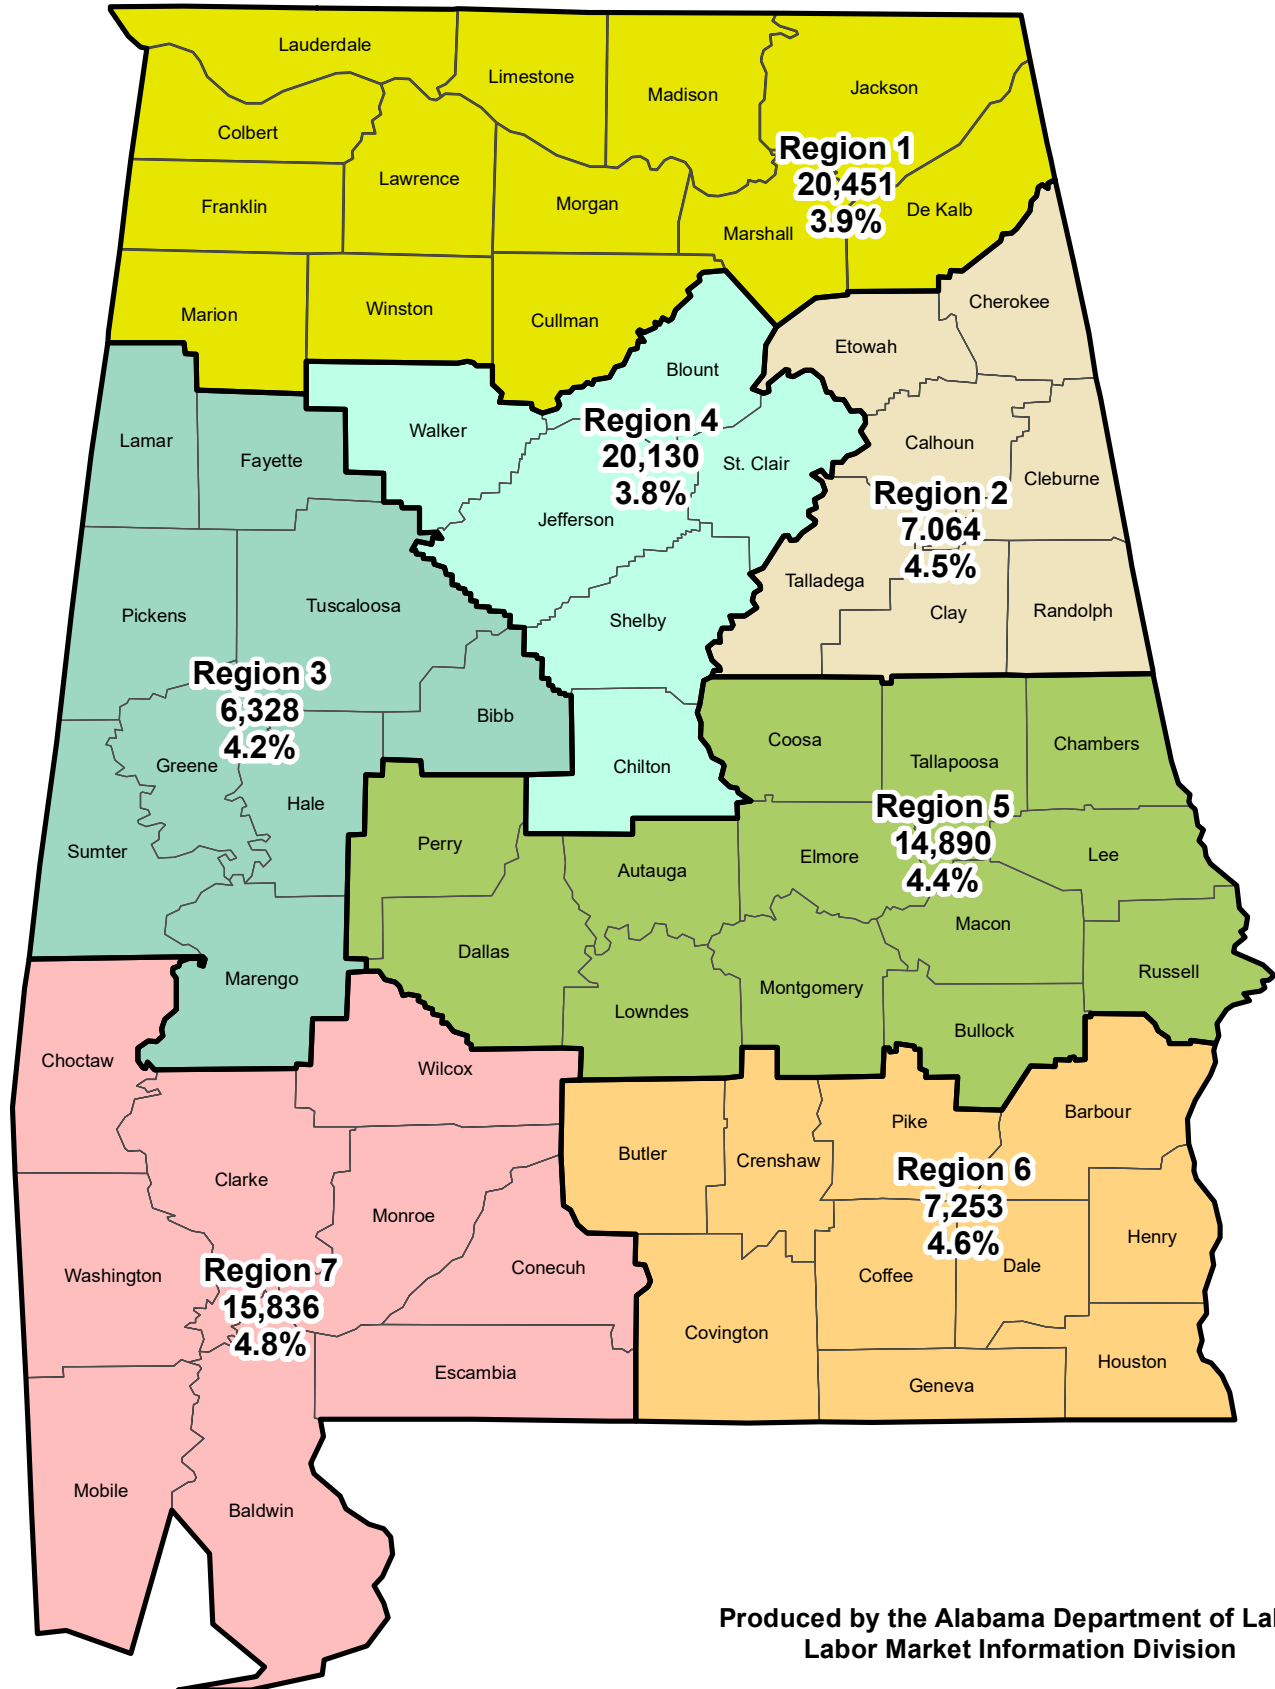 Lauderdale
Limestone
Madison
Jackson
Colbert
Lawrence
Franklin
Morgan
Marshall
De Kalb
Region 1
20,451
3.9%
Marion
Winston
Cullman
Cherokee
Etowah
Blount
Walker
Region 4
20,130
3.8%
St. Clair
Jefferson
Shelby
Chilton
Lamar
Fayette
Calhoun
Cleburne
Region 2
7.064
4.5%
Talladega
Clay
Randolph
Pickens
Tuscaloosa
Region 3
6,328
4.2%
Bibb
Greene
Hale
Sumter
Marengo
Coosa
Tallapoosa
Chambers
Region 5
14,890
4.4%
Perry
Autauga
Elmore
Lee
Dallas
Macon
Lowndes
Montgomery
Russell
Bullock
Choctaw
Wilcox
Clarke
Monroe
Washington
Region 7
15,836
4.8%
Conecuh
Escambia
Mobile
Baldwin
Butler
Crenshaw
Pike
Barbour
Region 6
7,253
4.6%
Henry
Coffee
Dale
Covington
Geneva
Houston
Produced by the Alabama Department of
Labor Market Information Division